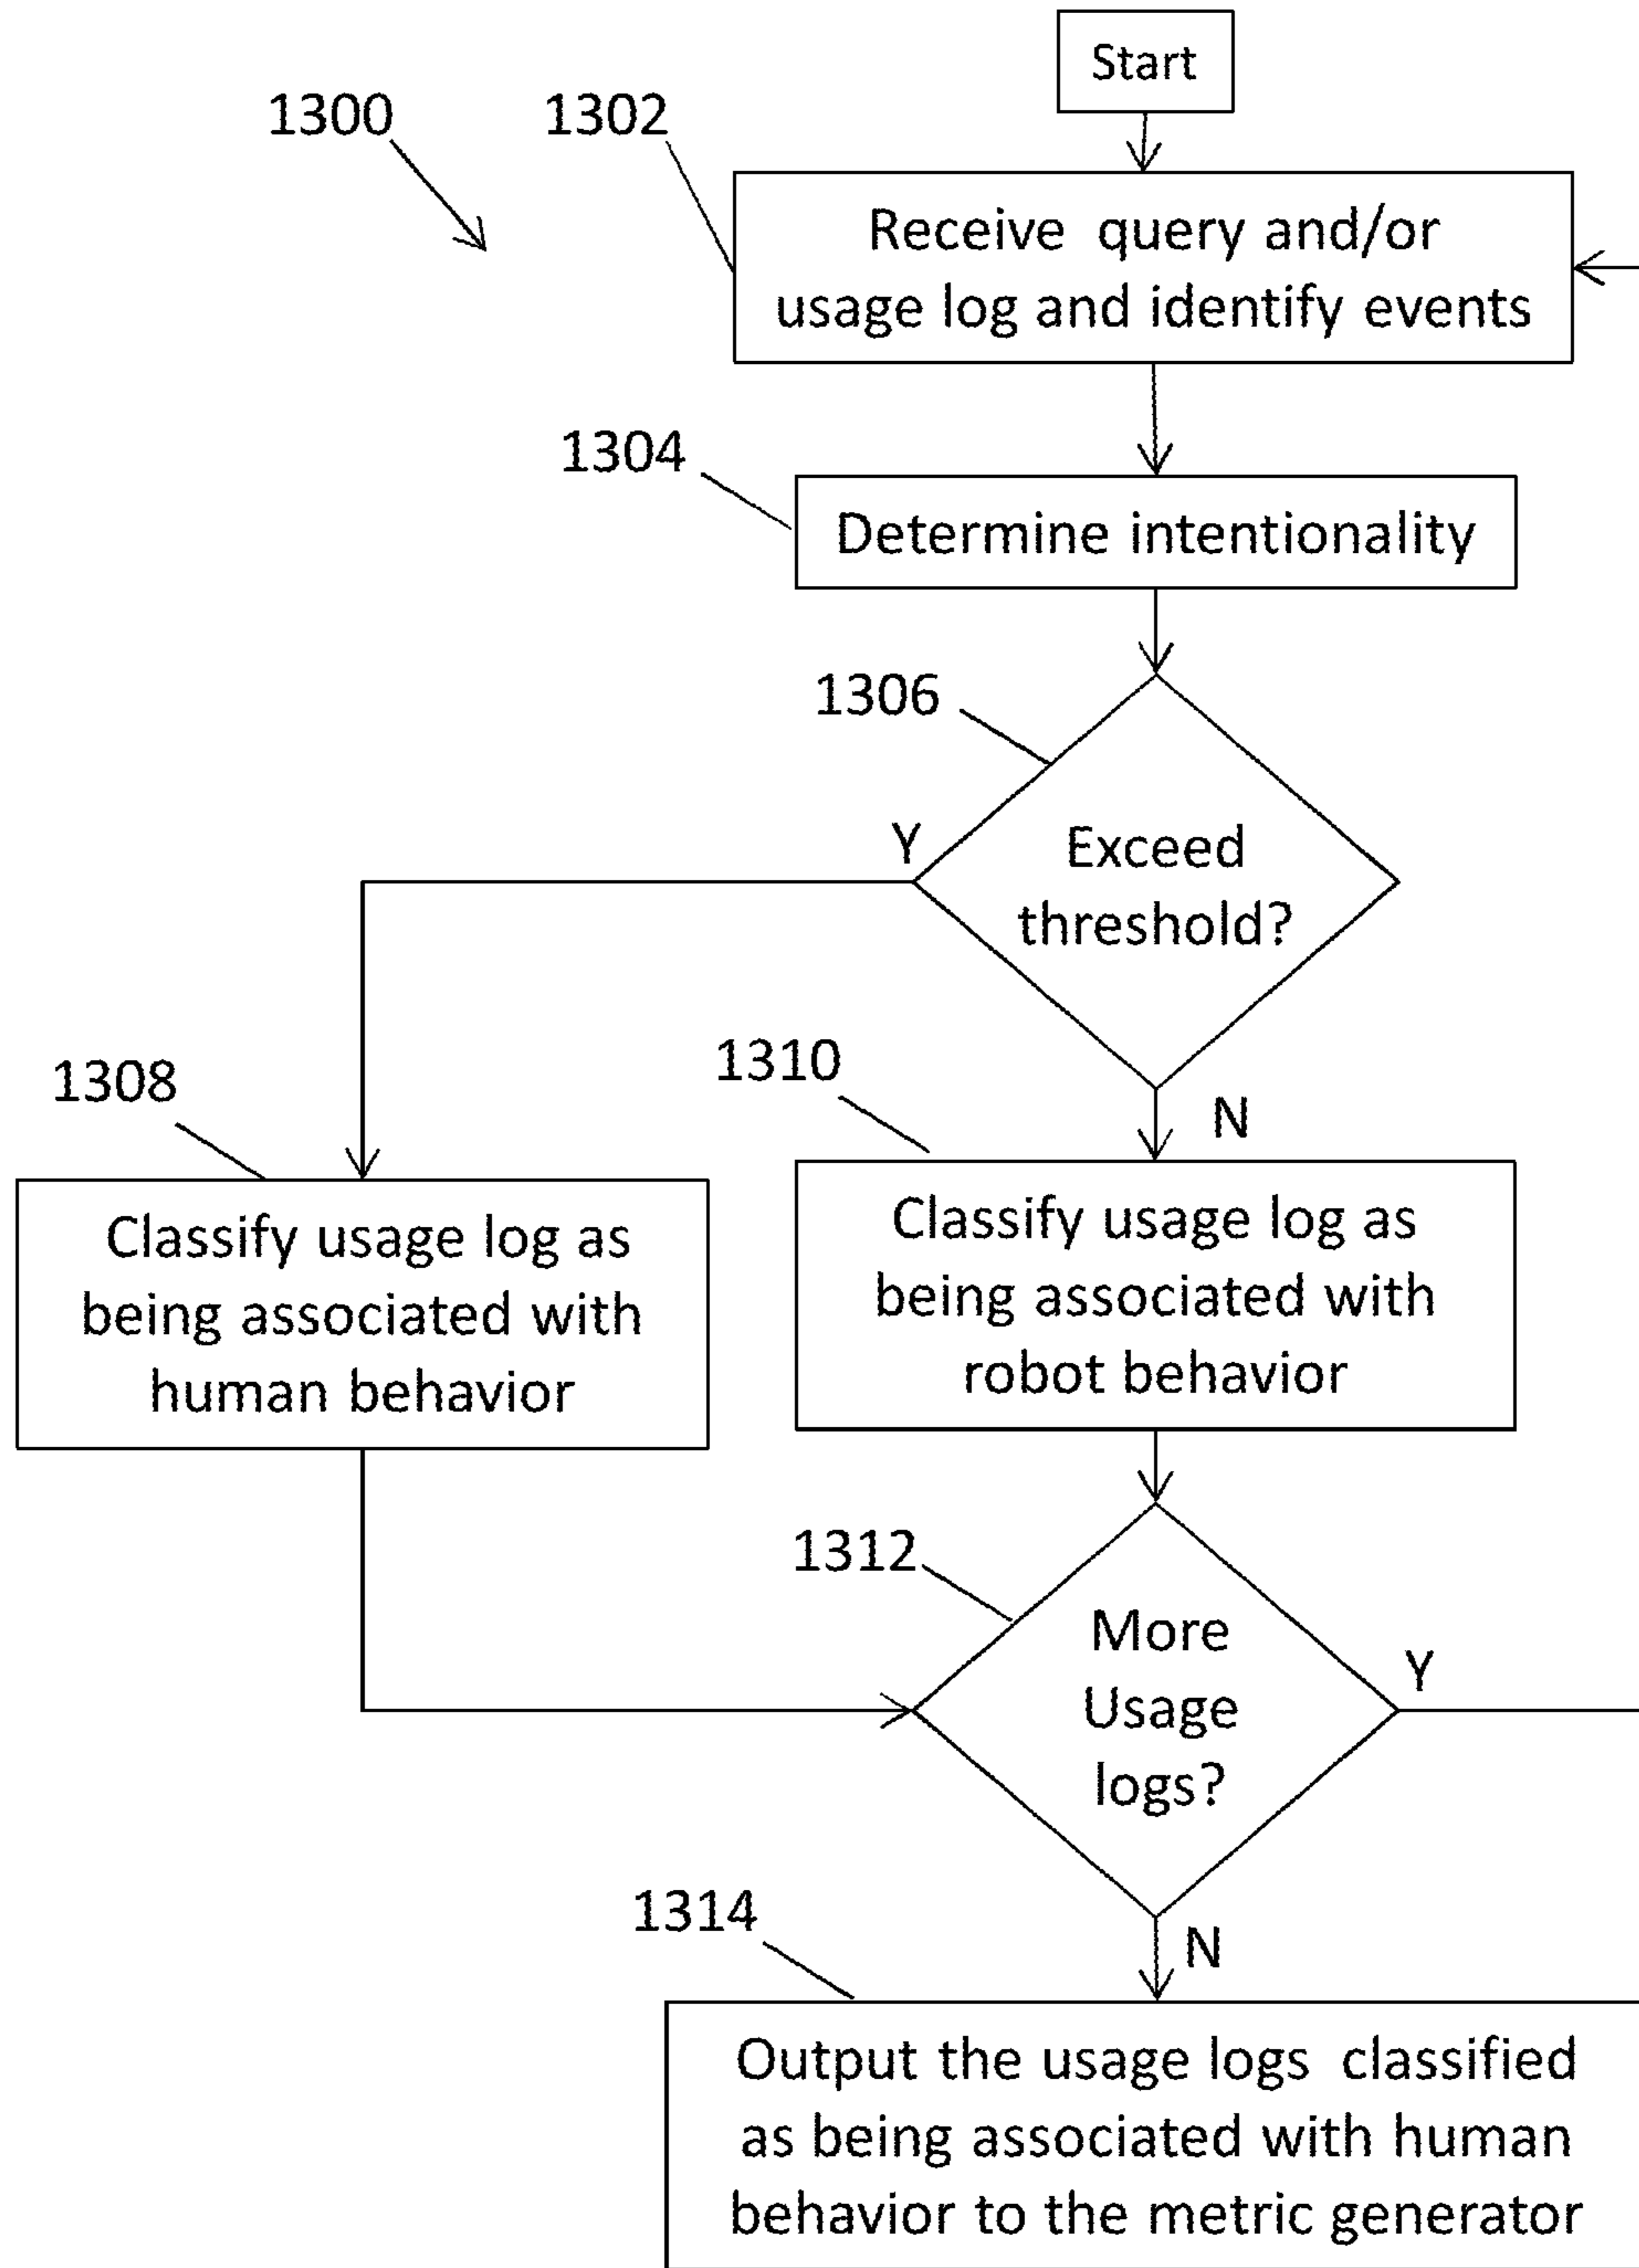 Start
1300
1302
Receive query and/or
usage log and identify events
1304
Determine intentionality
1306
Y
Exceed
threshold?
1308
1310
N
Classify usage log as
being associated with
human behavior
Classify usage log as
being associated with
robot behavior
1312
More
Usage
logs?
Y
1314
N
Output the usage logs classified
as being associated with human
behavior to the metric generator